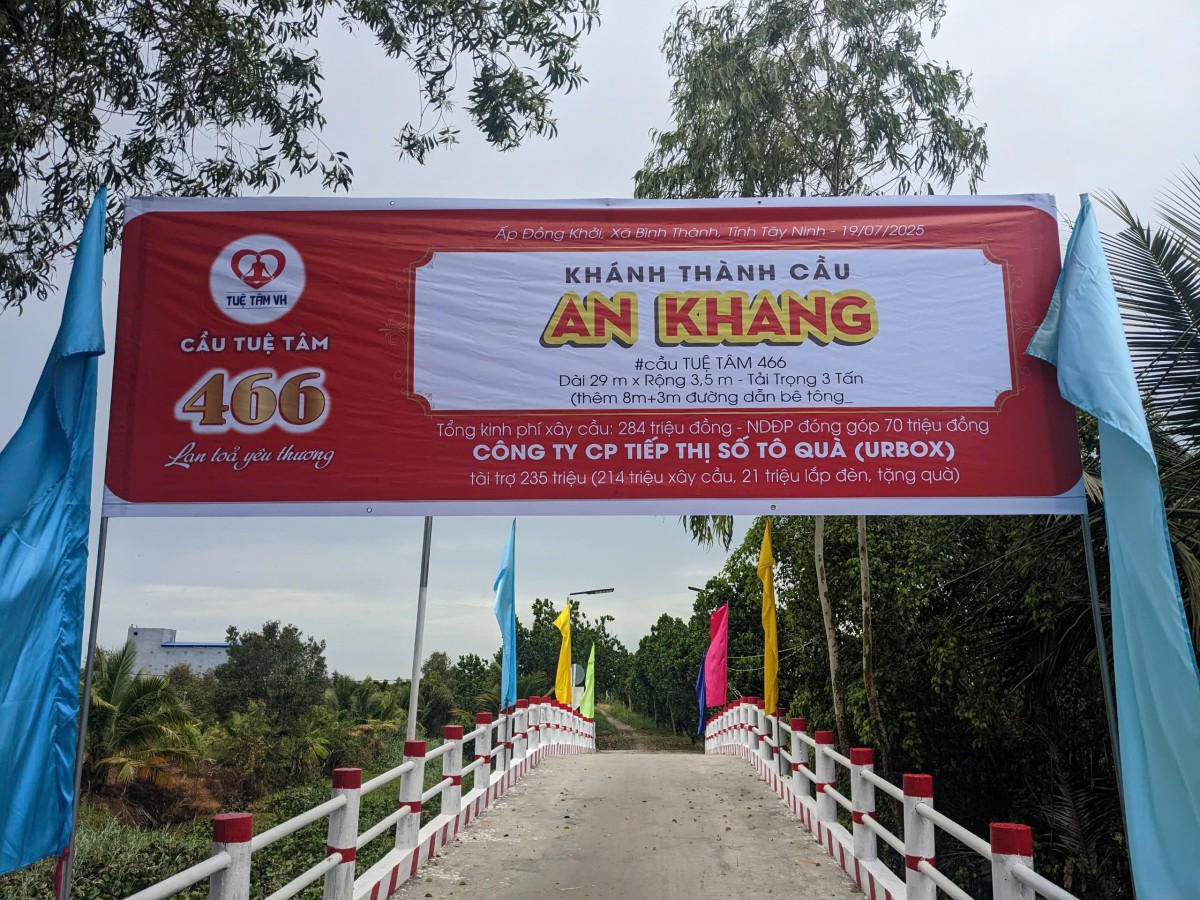 Ấp Đồng Khởi, Xã Bình Thành, Tỉnh Tây Ninh - 19/07/2025
TUỆ TÂM VH
CẦU TUỆ TÂM
466
Lan toả yêu thương
KHÁNH THÀNH CẦU
AN KHANG
#cầu TUỆ TÂM 466
Dài 29 m x Rộng 3,5 m - Tải Trọng 3 Tấn
(thêm 8m+3m đường dẫn bê tông_
Tổng kinh phí xây cầu: 284 triệu đồng - NDĐP đóng góp 70 triệu đồng
CÔNG TY CP TIẾP THỊ SỐ TÔ QUÀ (URBOX)
tài trợ 235 triệu (214 triệu xây cầu, 21 triệu lắp đèn, tặng quà)